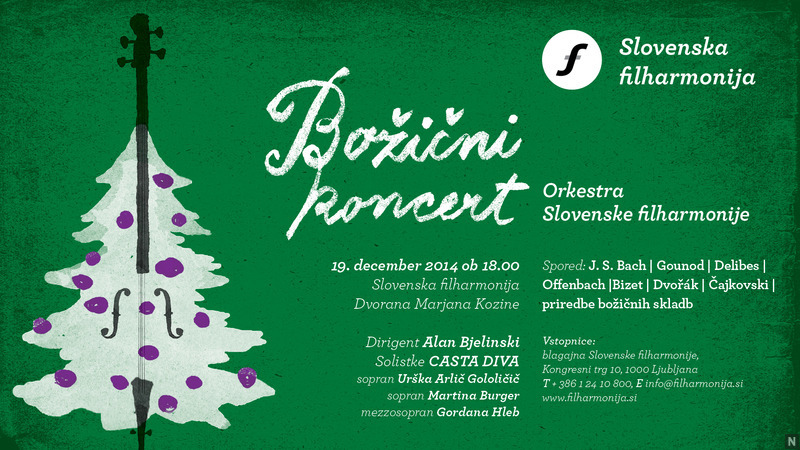 Slovenska
filharmonija
Božični
koncert
Orkestra
Slovenske filharmonije
19. december 2014 ob 18.00
Slovenska filharmonija
Dvorana Marjana Kozine
Dirigent Alan Bjelinski
Solistke CASTA DIVA
sopran Urška Arlič Gololičič
sopran Martina Burger
mezzosopran Gordana Hleb
Spored: J. S. Bach | Gounod | Delibes |
Offenbach |Bizet | Dvořák | Čajkovski |
priredbe božičnih skladb
Vstopnice:
blagajna Slovenske filharmonije,
Kongresni trg 10, 1000 Ljubljana
T + 386 1 24 10 800, E info@filharmonija.si
www.filharmonija.si
N